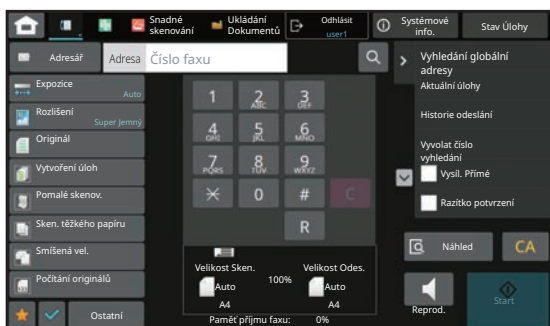 Snadné
skenování
Ukládání
Dokumentů
Odhlásit
user1
Systémové
info.
Stav Úlohy
Adresář
Adresa
Číslo faxu
Expozice
Auto
Rozlišení
Super Jemný
Originál
Vytvoření úloh
Pomalé skenov.
Sken. těžkého papíru
Smíšená vel.
Počítání originálů
Ostatní
1
2 ABC
3 DEF
4 GHI
5 JKL
6 MNO
7 PQRS
8 TUV
9 WXYZ
0
#
C
R
Velikost Sken.
100%
Velikost Odes.
Auto
Auto
A4
A4
Paměť příjmu faxu: 0%
Vyhledání globální
adresy
Aktuální úlohy
Historie odeslání
Vyvolat číslo
vyhledání
Vysíl. Přímé
Razítko potvrzení
Náhled
CA
Reprod.
Start